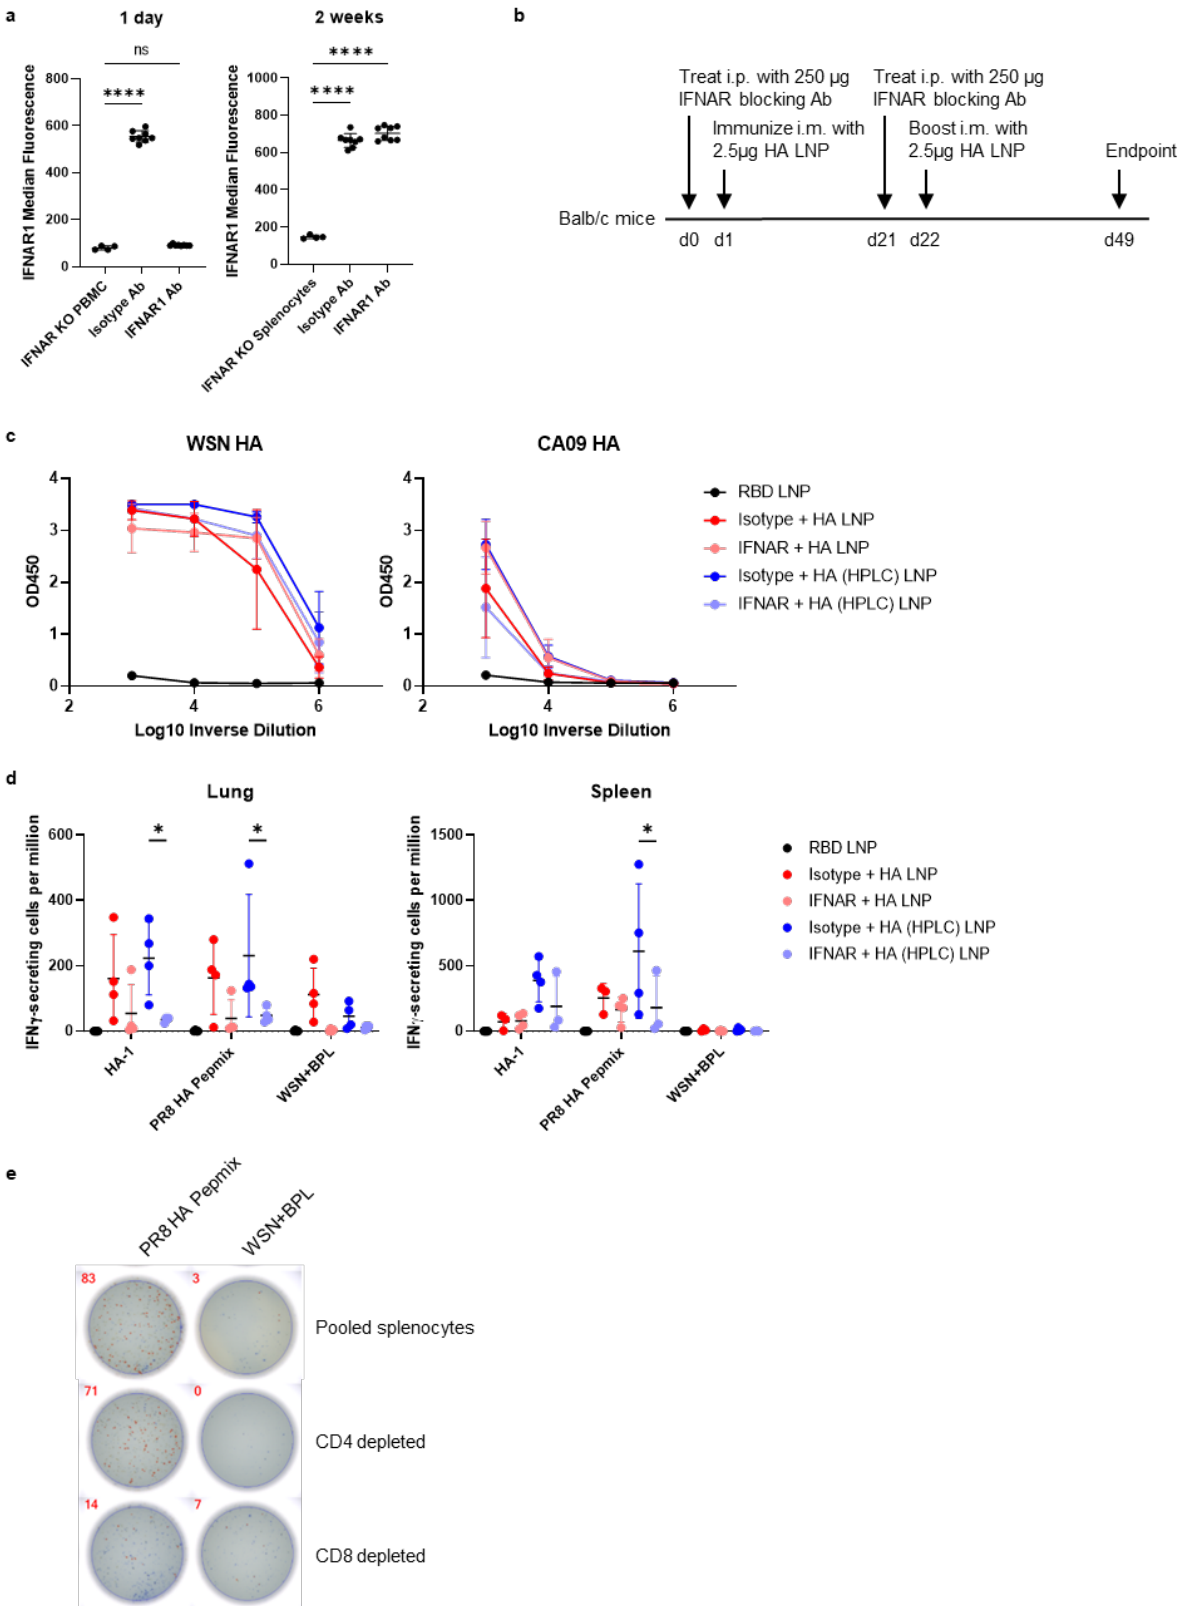 a
1 day
2 weeks
b
ns
****
****
****
IFNAR1 Median Fluorescence
800
600
400
200
0
IFNAR KO PBMC
Isotype Ab
IFNAR1 Ab
IFNAR1 Median Fluorescence
1000
800
600
400
200
0
IFNAR KO Splenocytes
Isotype Ab
IFNAR1 Ab
Treat i.p. with 250 µg
IFNAR blocking Ab
Immunize i.m. with
2.5µg HA LNP
Treat i.p. with 250 µg
IFNAR blocking Ab
Boost i.m. with
2.5µg HA LNP
Endpoint
Balb/c mice
d0
d1
d21
d22
d49
c
WSN HA
OD450
4
3
2
1
0
2
4
6
Log10 Inverse Dilution
CA09 HA
OD450
4
3
2
1
0
2
4
6
Log10 Inverse Dilution
RBD LNP
Isotype + HA LNP
IFNAR + HA LNP
Isotype + HA (HPLC) LNP
IFNAR + HA (HPLC) LNP
d
Lung
IFNγ-secreting cells per million
600
400
200
0
*
*
HA-1
PR8 HA Pepmix
WSN+BPL
Spleen
IFNγ-secreting cells per million
1500
1000
500
0
*
HA-1
PR8 HA Pepmix
WSN+BPL
RBD LNP
Isotype + HA LNP
IFNAR + HA LNP
Isotype + HA (HPLC) LNP
IFNAR + HA (HPLC) LNP
e
PR8 HA Pepmix
WSN+BPL
83
3
Pooled splenocytes
71
0
CD4 depleted
14
7
CD8 depleted